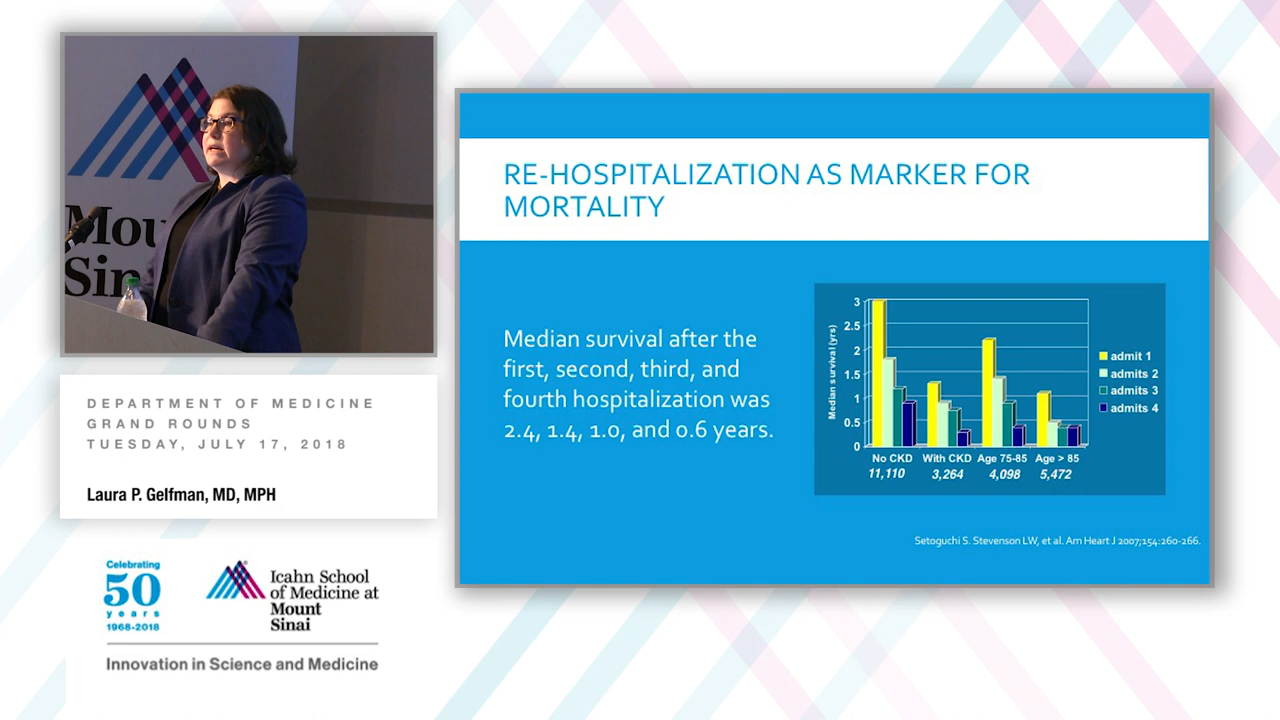 Mou
Sin
DEPARTMENT OF MEDICINE
GRAND ROUNDS
TUESDAY, JULY 17, 2018
Laura P. Gelfman, MD, MPH
Celebrating
50
years
1968-2018
Icahn School
of Medicine at
Mount
Sinai
Innovation in Science and Medicine
RE-HOSPITALIZATION AS MARKER FOR
MORTALITY
Median survival after the
first, second, third, and
fourth hospitalization was
2.4, 1.4, 1.0, and 0.6 years.
Median survival (yrs)
3
2.5
2
1.5
1
0.5
0
No CKD With CKD Age 75-85 Age > 85
11,110 3,264 4,098 5,472
admit 1
admits 2
admits 3
admits 4
Setoguchi S. Stevenson LW, et al. Am Heart J 2007;154:260-266.